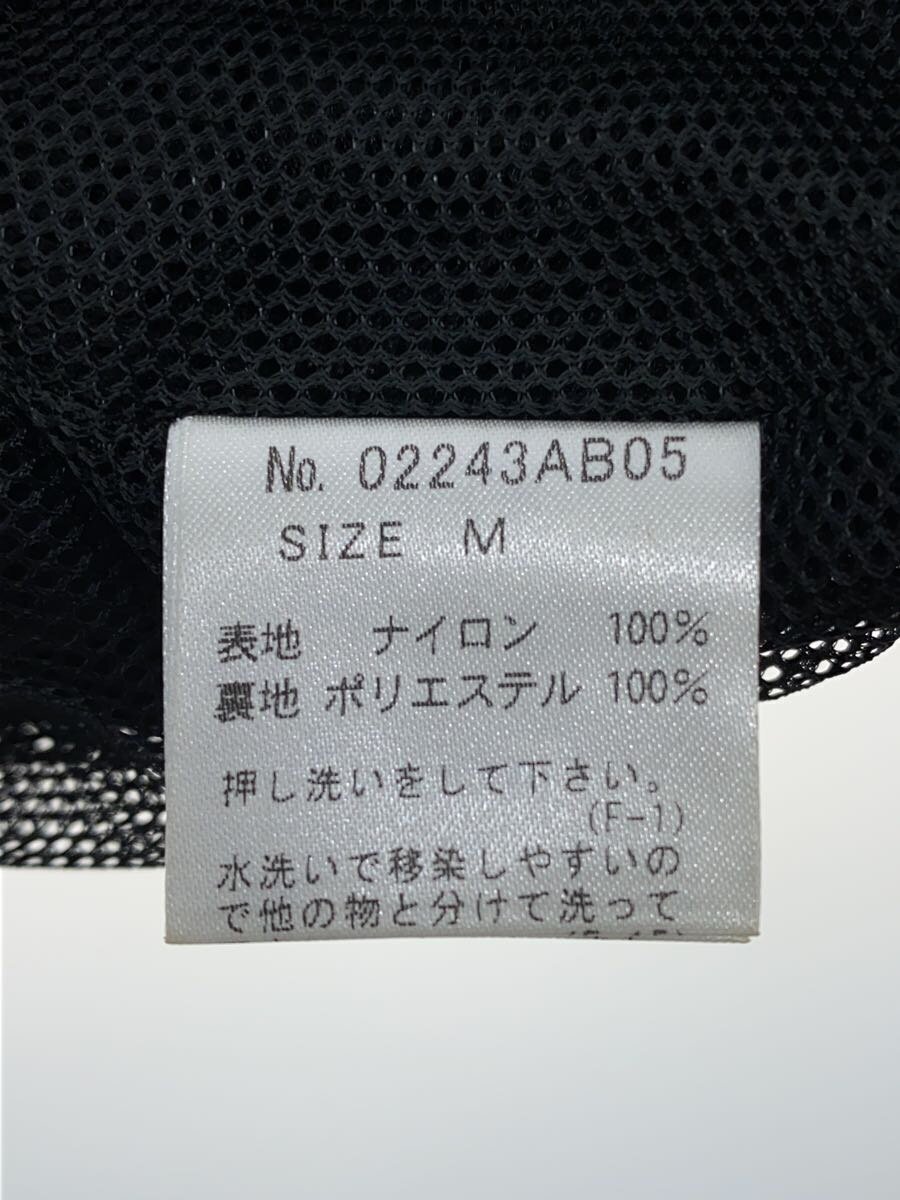 No. 02243AB05
SIZE M
表地 ナイロン 100%
裏地 ポリエステル 100%
押し洗いをして下さい。
(F-1)
水洗いで移染しやすいの
で他の物と分けて洗って